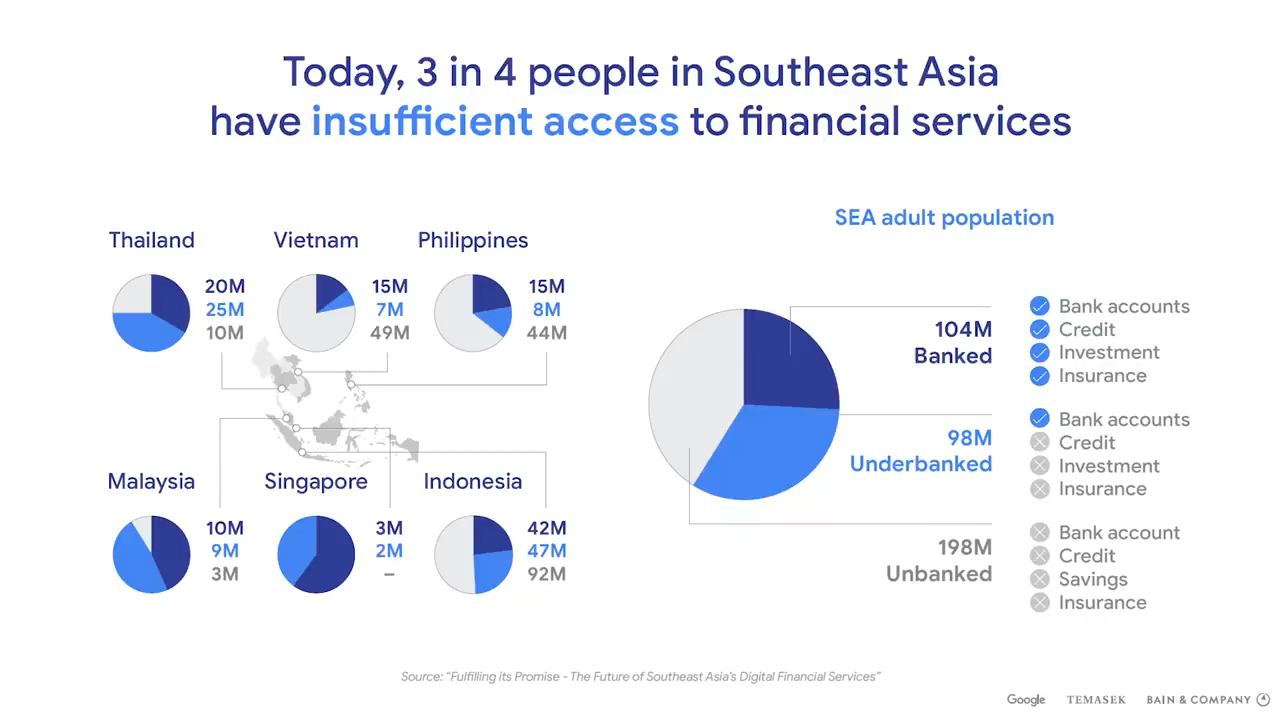 Today, 3 in 4 people in Southeast Asia
have insufficient access to financial services
Thailand
20M
25M
10M
Vietnam
15M
7M
49M
Philippines
15M
8M
44M
Malaysia
10M
9M
3M
Singapore
3M
2M
–
Indonesia
42M
47M
92M
SEA adult population
104M
Banked
Bank accounts
Credit
Investment
Insurance
98M
Underbanked
Bank accounts
Credit
Investment
Insurance
198M
Unbanked
Bank account
Credit
Savings
Insurance
Source: “Fulfilling its Promise - The Future of Southeast Asia’s Digital Financial Services”
Google
TEMASEK
BAIN & COMPANY